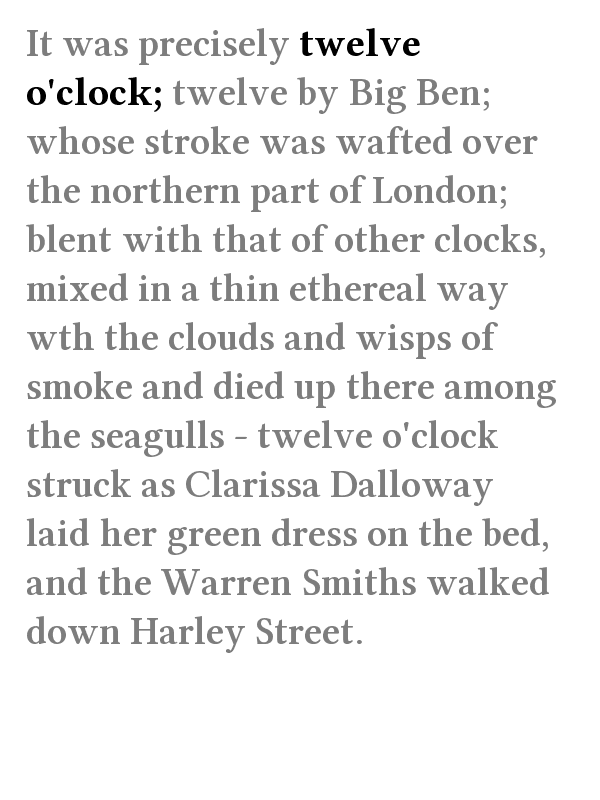 It was precisely twelve
o'clock; twelve by Big Ben;
whose stroke was wafted over
the northern part of London;
blent with that of other clocks,
mixed in a thin ethereal way
wth the clouds and wisps of
smoke and died up there among
the seagulls - twelve o'clock
struck as Clarissa Dalloway
laid her green dress on the bed,
and the Warren Smiths walked
down Harley Street.